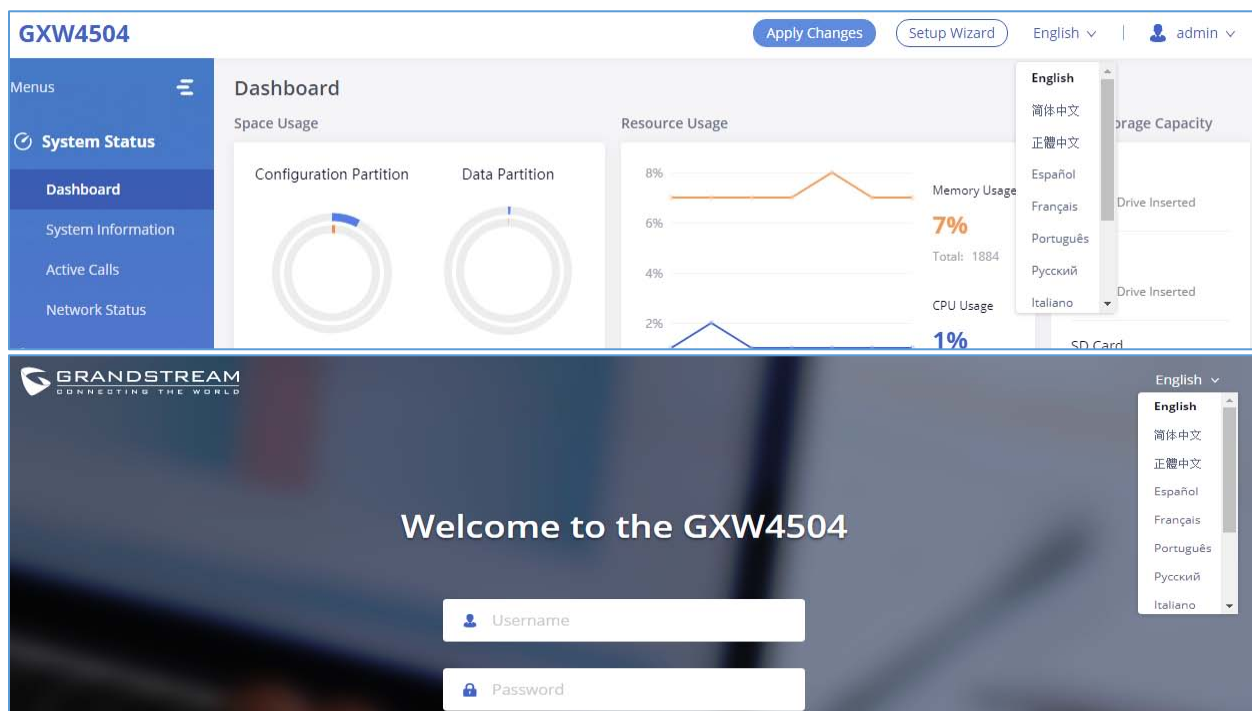 GXW4504
Apply Changes
Setup Wizard
English
admin
Menus
System Status
Dashboard
System Information
Active Calls
Network Status
Dashboard
Space Usage
Configuration Partition
Data Partition
Resource Usage
8%
6%
4%
2%
Memory Usage
7%
Total: 1884
CPU Usage
1%
English
简体中文
正體中文
Español
Français
Português
Русский
Italiano
Capacity
Drive Inserted
Drive Inserted
SD Card
GRANDSTREAM
CONNECTING THE WORLD
English
English
简体中文
正體中文
Español
Français
Português
Русский
Italiano
Welcome to the GXW4504
Username
Password